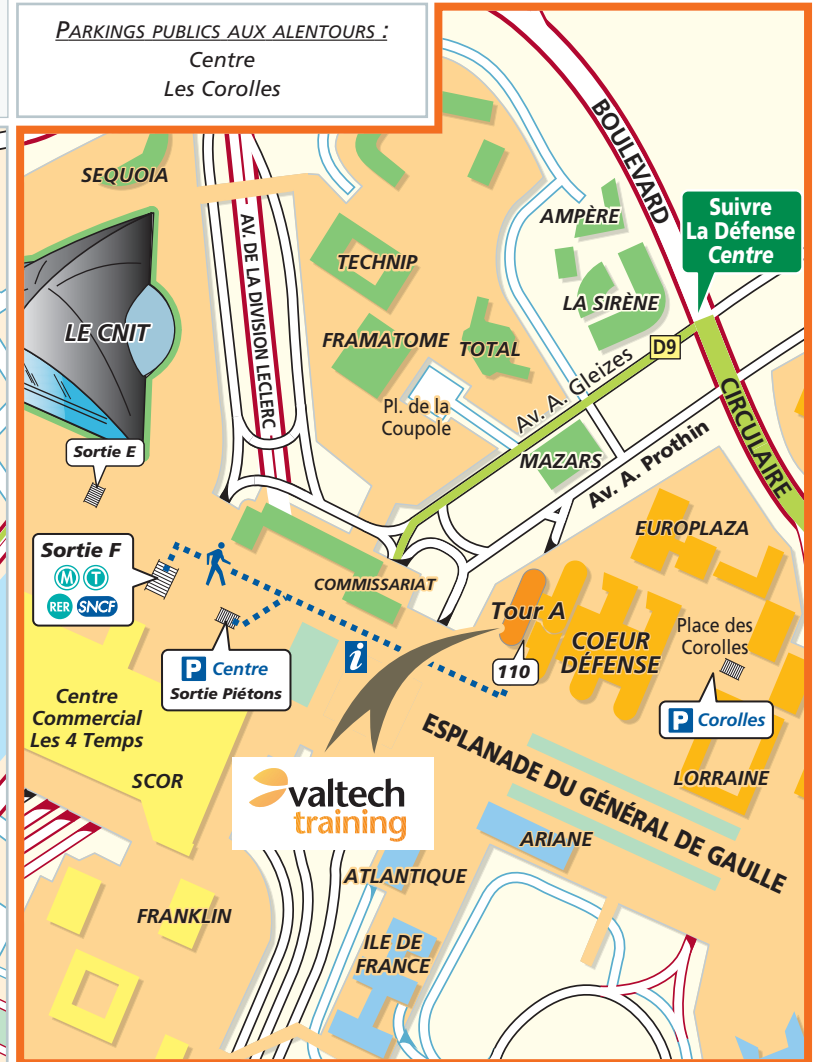 PARKINGS PUBLICS AUX ALENTOURS :
Centre
Les Corolles
BOULEVARD
SEQUOIA
AMPÈRE
Suivre
La Défense
Centre
AV. DE LA DIVISION LECLERC
TECHNIP
LA SIRÈNE
LE CNIT
FRAMATOME
TOTAL
D9
Av. A. Gleizes
Pl. de la
Coupole
CIRCULAIRE
Sortie E
MAZARS
Av. A. Prothin
EUROPLAZA
Sortie F
M T
RER SNCF
COMMISSARIAT
Tour A
COEUR
DÉFENSE
Place des
Corolles
i
110
P Centre
Sortie Piétons
P Corolles
Centre
Commercial
Les 4 Temps
ESPLANADE DU GÉNÉRAL DE GAULLE
SCOR
LORRAINE
valtech
training
ARIANE
ATLANTIQUE
FRANKLIN
ILE DE
FRANCE